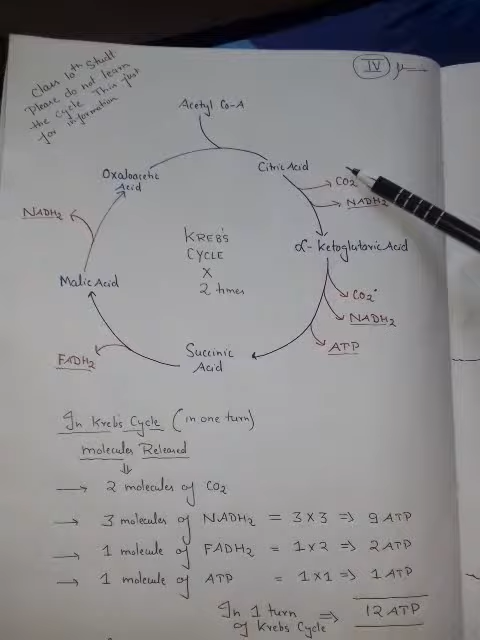 IV
Class 10th Studt
Please do not learn
the cycle. This just
for information
Acetyl Co-A
Oxaloacetic
Acid
Citric Acid
CO2
NADH2
NADH2
KREB'S
CYCLE
X
2 times
α-Ketoglutaric Acid
Malic Acid
CO2
NADH2
ATP
FADH2
Succinic
Acid
In Kreb's Cycle (in one turn)
molecules Released
→ 2 molecules of CO2
→ 3 molecules of NADH2 = 3×3 ⇒ 9 ATP
→ 1 molecule of FADH2 = 1×2 ⇒ 2 ATP
→ 1 molecule of ATP = 1×1 ⇒ 1 ATP
In 1 turn ⇒ 12 ATP
of Krebs Cycle